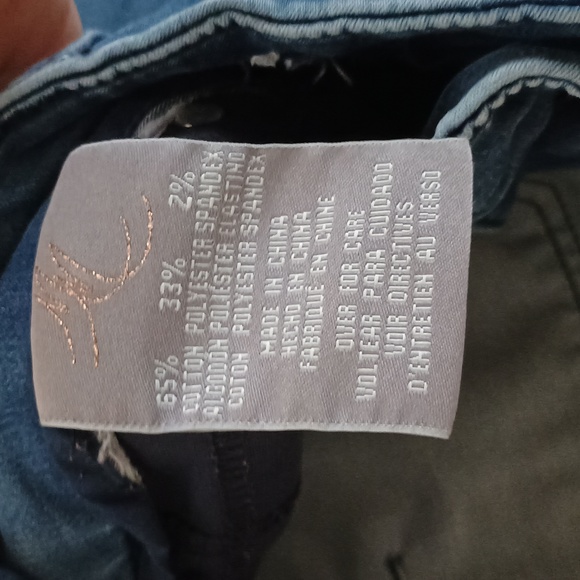 65% 33% 2%
COTTON POLYESTER SPANDEX
ALGODON POLIESTER ELASTINO
COTON POLYESTER SPANDEX
MADE IN CHINA
HECHO EN CHINA
FABRIQUE EN CHINE
OVER FOR CARE
VOLTEAR PARA CUIDADO
VOIR DIRECTIVES
D'ENTRETIEN AU VERSO